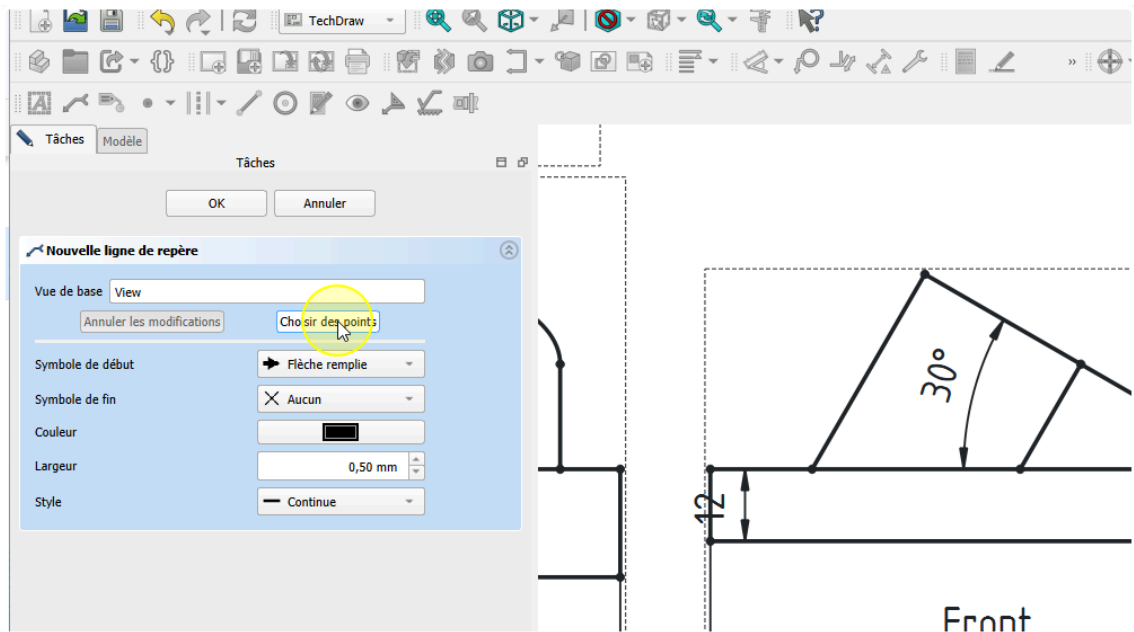 TechDraw
»
Tâches
Modèle
Tâches
OK
Annuler
Nouvelle ligne de repère
Vue de base
View
Annuler les modifications
Choisir des points
Symbole de début
Flèche remplie
Symbole de fin
Aucun
Couleur
Largeur
0,50 mm
Style
Continue
30°
12
Front